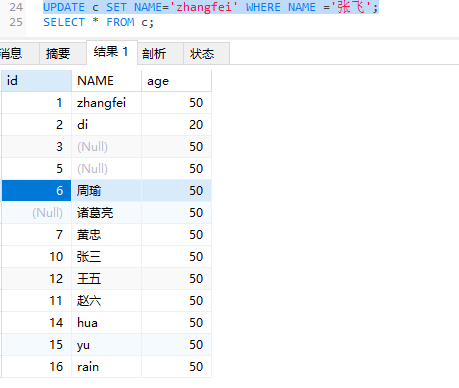 24 UPDATE c SET NAME='zhangfei' WHERE NAME ='张飞';
25 SELECT * FROM c;
消息 摘要 结果 1 剖析 状态
id NAME age
1 zhangfei 50
2 di 20
3 (Null) 50
5 (Null) 50
6 周瑜 50
(Null) 诸葛亮 50
7 黄忠 50
10 张三 50
12 王五 50
11 赵六 50
14 hua 50
15 yu 50
16 rain 50